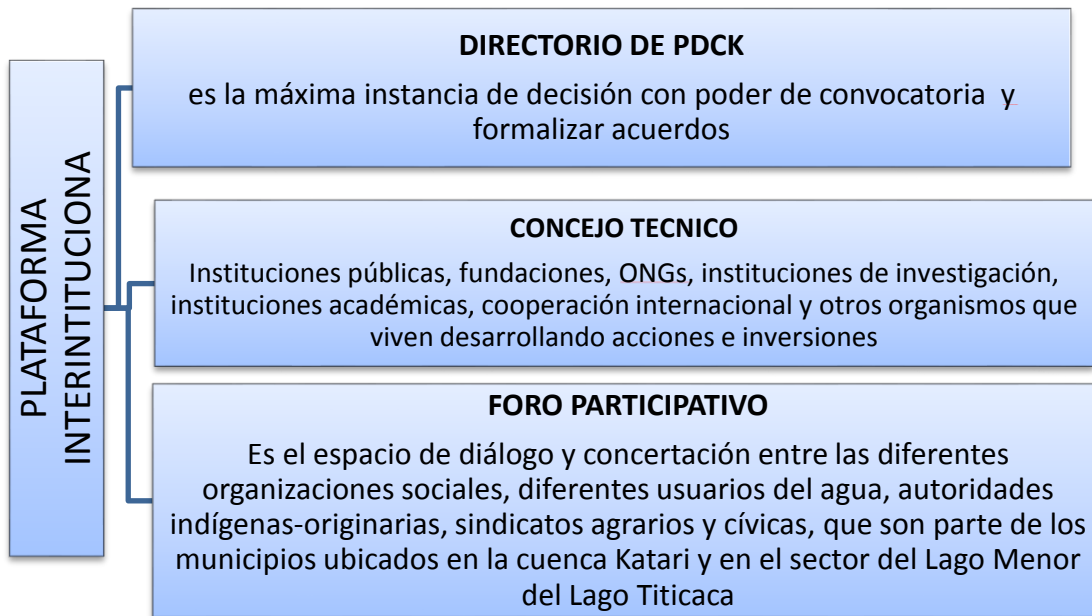 PLATAFORMA
INTERINTITUCIONA
DIRECTORIO DE PDCK
es la máxima instancia de decisión con poder de convocatoria y
formalizar acuerdos
CONCEJO TECNICO
Instituciones públicas, fundaciones, ONGs, instituciones de investigación,
instituciones académicas, cooperación internacional y otros organismos que
viven desarrollando acciones e inversiones
FORO PARTICIPATIVO
Es el espacio de diálogo y concertación entre las diferentes
organizaciones sociales, diferentes usuarios del agua, autoridades
indígenas-originarias, sindicatos agrarios y cívicas, que son parte de los
municipios ubicados en la cuenca Katari y en el sector del Lago Menor
del Lago Titicaca